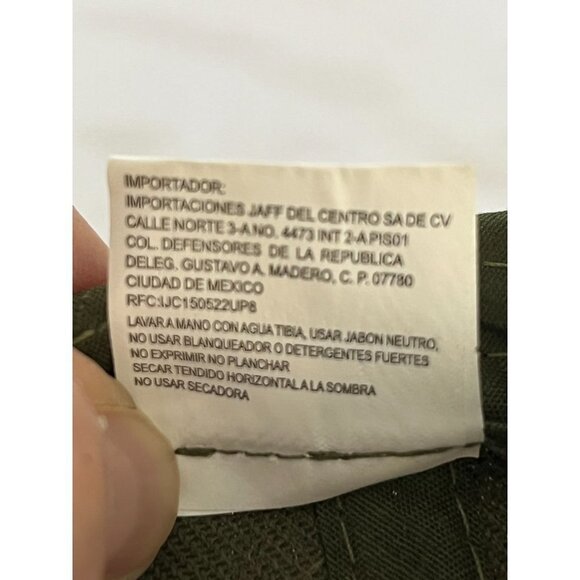 IMPORTADOR:
IMPORTACIONES JAFF DEL CENTRO SA DE CV
CALLE NORTE 3-A NO. 4473 INT 2-A PISO1
COL. DEFENSORES DE LA REPUBLICA
DELEG. GUSTAVO A. MADERO, C. P. 07780
CIUDAD DE MEXICO
RFC:IJC150522UP8
LAVAR A MANO CON AGUA TIBIA, USAR JABON NEUTRO,
NO USAR BLANQUEADOR O DETERGENTES FUERTES
NO EXPRIMIR NO PLANCHAR
SECAR TENDIDO HORIZONTAL A LA SOMBRA
NO USAR SECADORA